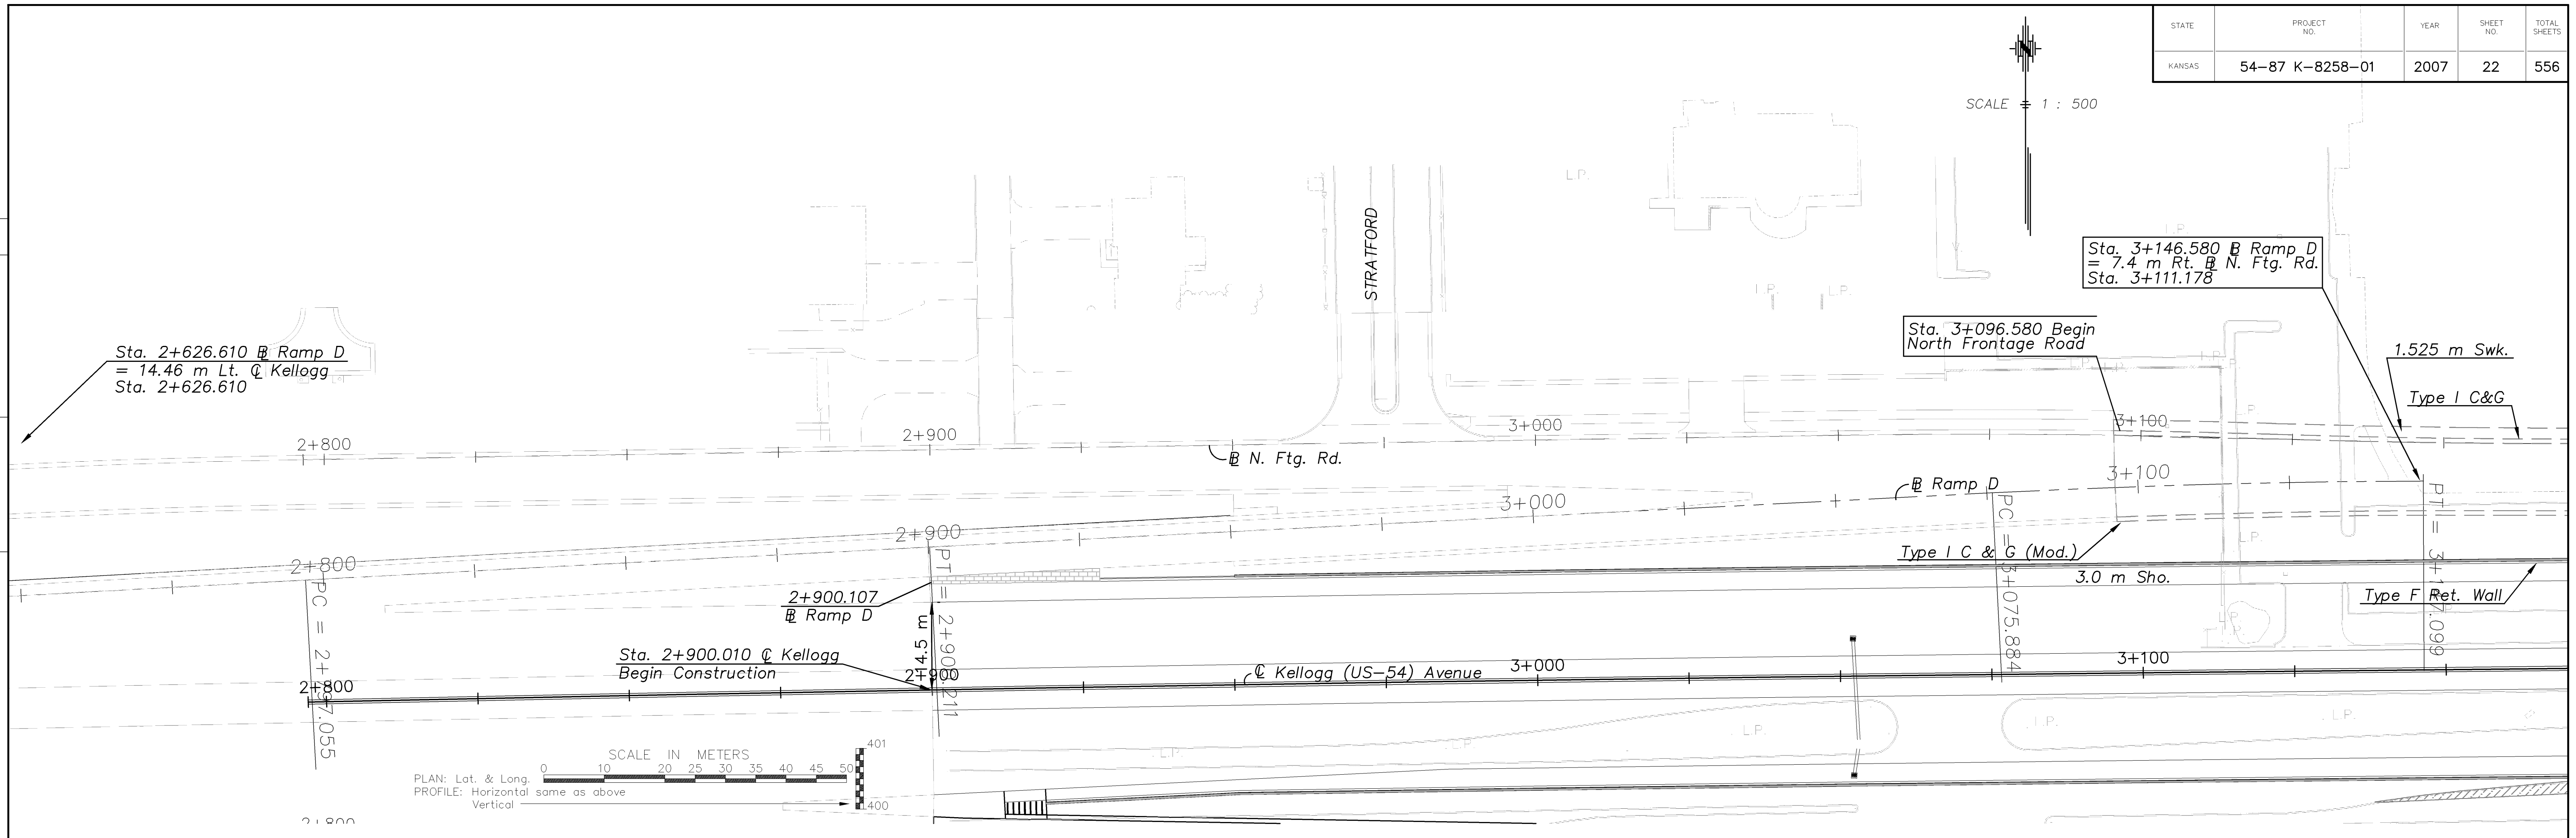 STATE
PROJECT NO.
YEAR
SHEET NO.
TOTAL SHEETS
KANSAS
54-87 K-8258-01
2007
22
556
N
SCALE 1 : 500
L.P.
STRATFORD
L.P.
Sta. 3+146.580 ℄ Ramp D
= 7.4 m Rt. ℄ N. Ftg. Rd.
Sta. 3+111.178
L.P.
L.P.
Sta. 3+096.580 Begin
North Frontage Road
Sta. 2+626.610 ℄ Ramp D
= 14.46 m Lt. ℄ Kellogg
Sta. 2+626.610
1.525 m Swk.
Type I C&G
L.P.
L.P.
L.P.
2+800
2+900
3+000
3+100
℄ N. Ftg. Rd.
3+100
℄ Ramp D
3+000
2+900
2+800
PC = 3+075.884
L.P.
Type I C & G (Mod.)
3.0 m Sho.
Type F Ret. Wall
2+900.107
℄ Ramp D
14.5 m
L.P.
Sta. 2+900.010 ℄ Kellogg
Begin Construction
2+800
2+900
℄ Kellogg (US-54) Avenue
3+000
3+100
L.P.
L.P.
L.P.
L.P.
L.P.
SCALE IN METERS
0 10 20 25 30 35 40 45 50
401
400
PLAN: Lat. & Long.
PROFILE: Horizontal same as above
Vertical